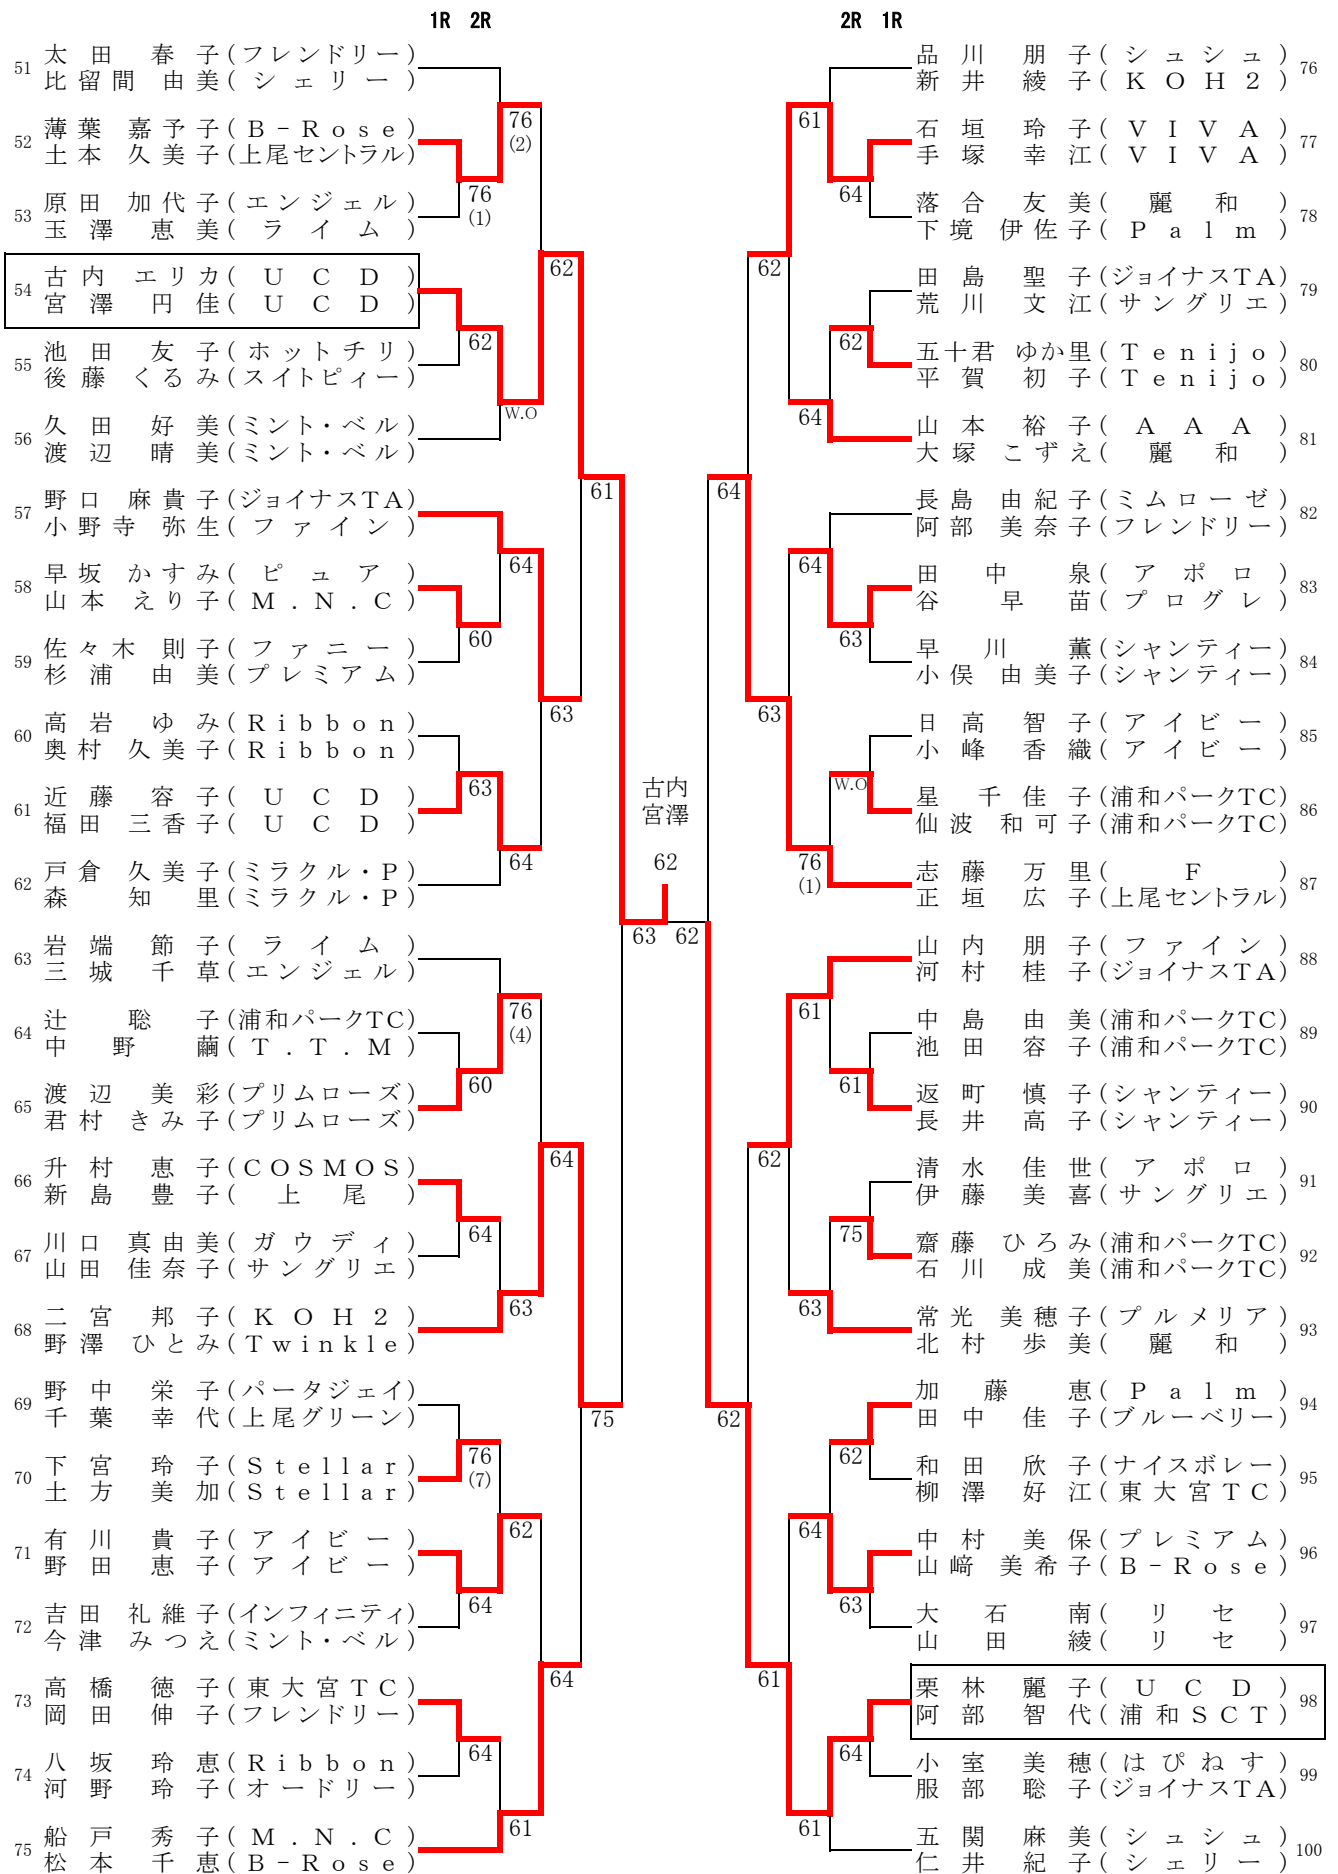 1R 2R
2R 1R
51 太田 春子(フレンドリー)
比留間 由美(シェリー)
52 薄葉 嘉予子(B-Rose)
土本 久美子(上尾セントラル)
53 原田 加代子(エンジェル)
玉澤 恵美(ライム)
54 古内 エリカ(UCD)
宮澤 円佳(UCD)
55 池田 友子(ホットチリ)
後藤 くるみ(スイトピィー)
56 久田 好美(ミント・ベル)
渡辺 晴美(ミント・ベル)
57 野口 麻貴子(ジョイナスTA)
小野寺 弥生(ファイン)
58 早坂 かすみ(ピュア)
山本 えり子(M.N.C)
59 佐々木 則子(ファニー)
杉浦 由美(プレミアム)
60 高岩 ゆみ(Ribbon)
奥村 久美子(Ribbon)
61 近藤 容子(UCD)
福田 三香子(UCD)
62 戸倉 久美子(ミラクル・P)
森 知里(ミラクル・P)
63 岩端 節子(ライム)
三城 千草(エンジェル)
64 辻 聡子(浦和パークTC)
中野 繭(T.T.M)
65 渡辺 美彩(プリムローズ)
君村 きみ子(プリムローズ)
66 升村 恵子(COSMOS)
新島 豊子(上尾)
67 川口 真由美(ガウディ)
山田 佳奈子(サングリエ)
68 二宮 邦子(KOH2)
野澤 ひとみ(Twinkle)
69 野中 栄子(パータジェイ)
千葉 幸代(上尾グリーン)
70 下宮 玲子(Stellar)
土方 美加(Stellar)
71 有川 貴子(アイビー)
野田 恵子(アイビー)
72 吉田 礼維子(インフィニティ)
今津 みつえ(ミント・ベル)
73 高橋 徳子(東大宮TC)
岡田 伸子(フレンドリー)
74 八坂 玲恵(Ribbon)
河野 玲子(オードリー)
75 船戸 秀子(M.N.C)
松本 千恵(B-Rose)
76
(2)
76
(1)
62
62
W.O
61
64
60
63
63
64
63
76
(4)
60
64
64
63
75
76
(7)
62
64
64
64
61
古内
宮澤
62
62
61
64
62
62
64
64
64
63
63
W.O
76
(1)
61
61
62
75
63
62
62
64
63
61
64
61
品川 朋子(シュシュ) 76
新井 綾子(KOH2)
石垣 玲子(VIVA) 77
手塚 幸江(VIVA)
落合 友美(麗和) 78
下境 伊佐子(Palm)
田島 聖子(ジョイナスTA) 79
荒川 文江(サングリエ)
五十君 ゆか里(Tenijo) 80
平賀 初子(Tenijo)
山本 裕子(AAA) 81
大塚 こずえ(麗和)
長島 由紀子(ミムローゼ) 82
阿部 美奈子(フレンドリー)
田中 泉(アポロ) 83
谷 早苗(プログレ)
早川 薫(シャンティー) 84
小俣 由美子(シャンティー)
日高 智子(アイビー) 85
小峰 香織(アイビー)
星 千佳子(浦和パークTC) 86
仙波 和可子(浦和パークTC)
志藤 万里(F) 87
正垣 広子(上尾セントラル)
山内 朋子(ファイン) 88
河村 桂子(ジョイナスTA)
中島 由美(浦和パークTC) 89
池田 容子(浦和パークTC)
返町 慎子(シャンティー) 90
長井 高子(シャンティー)
清水 佳世(アポロ) 91
伊藤 美喜(サングリエ)
齋藤 ひろみ(浦和パークTC) 92
石川 成美(浦和パークTC)
常光 美穂子(プルメリア) 93
北村 歩美(麗和)
加藤 恵(Palm) 94
田中 佳子(ブルーベリー)
和田 欣子(ナイスボレー) 95
柳澤 好江(東大宮TC)
中村 美保(プレミアム) 96
山﨑 美希子(B-Rose)
大石 南(リセ) 97
山田 綾(リセ)
栗林 麗子(UCD) 98
阿部 智代(浦和SCT)
小室 美穂(はぴねす) 99
服部 聡子(ジョイナスTA)
五関 麻美(シュシュ) 100
仁井 紀子(シェリー)